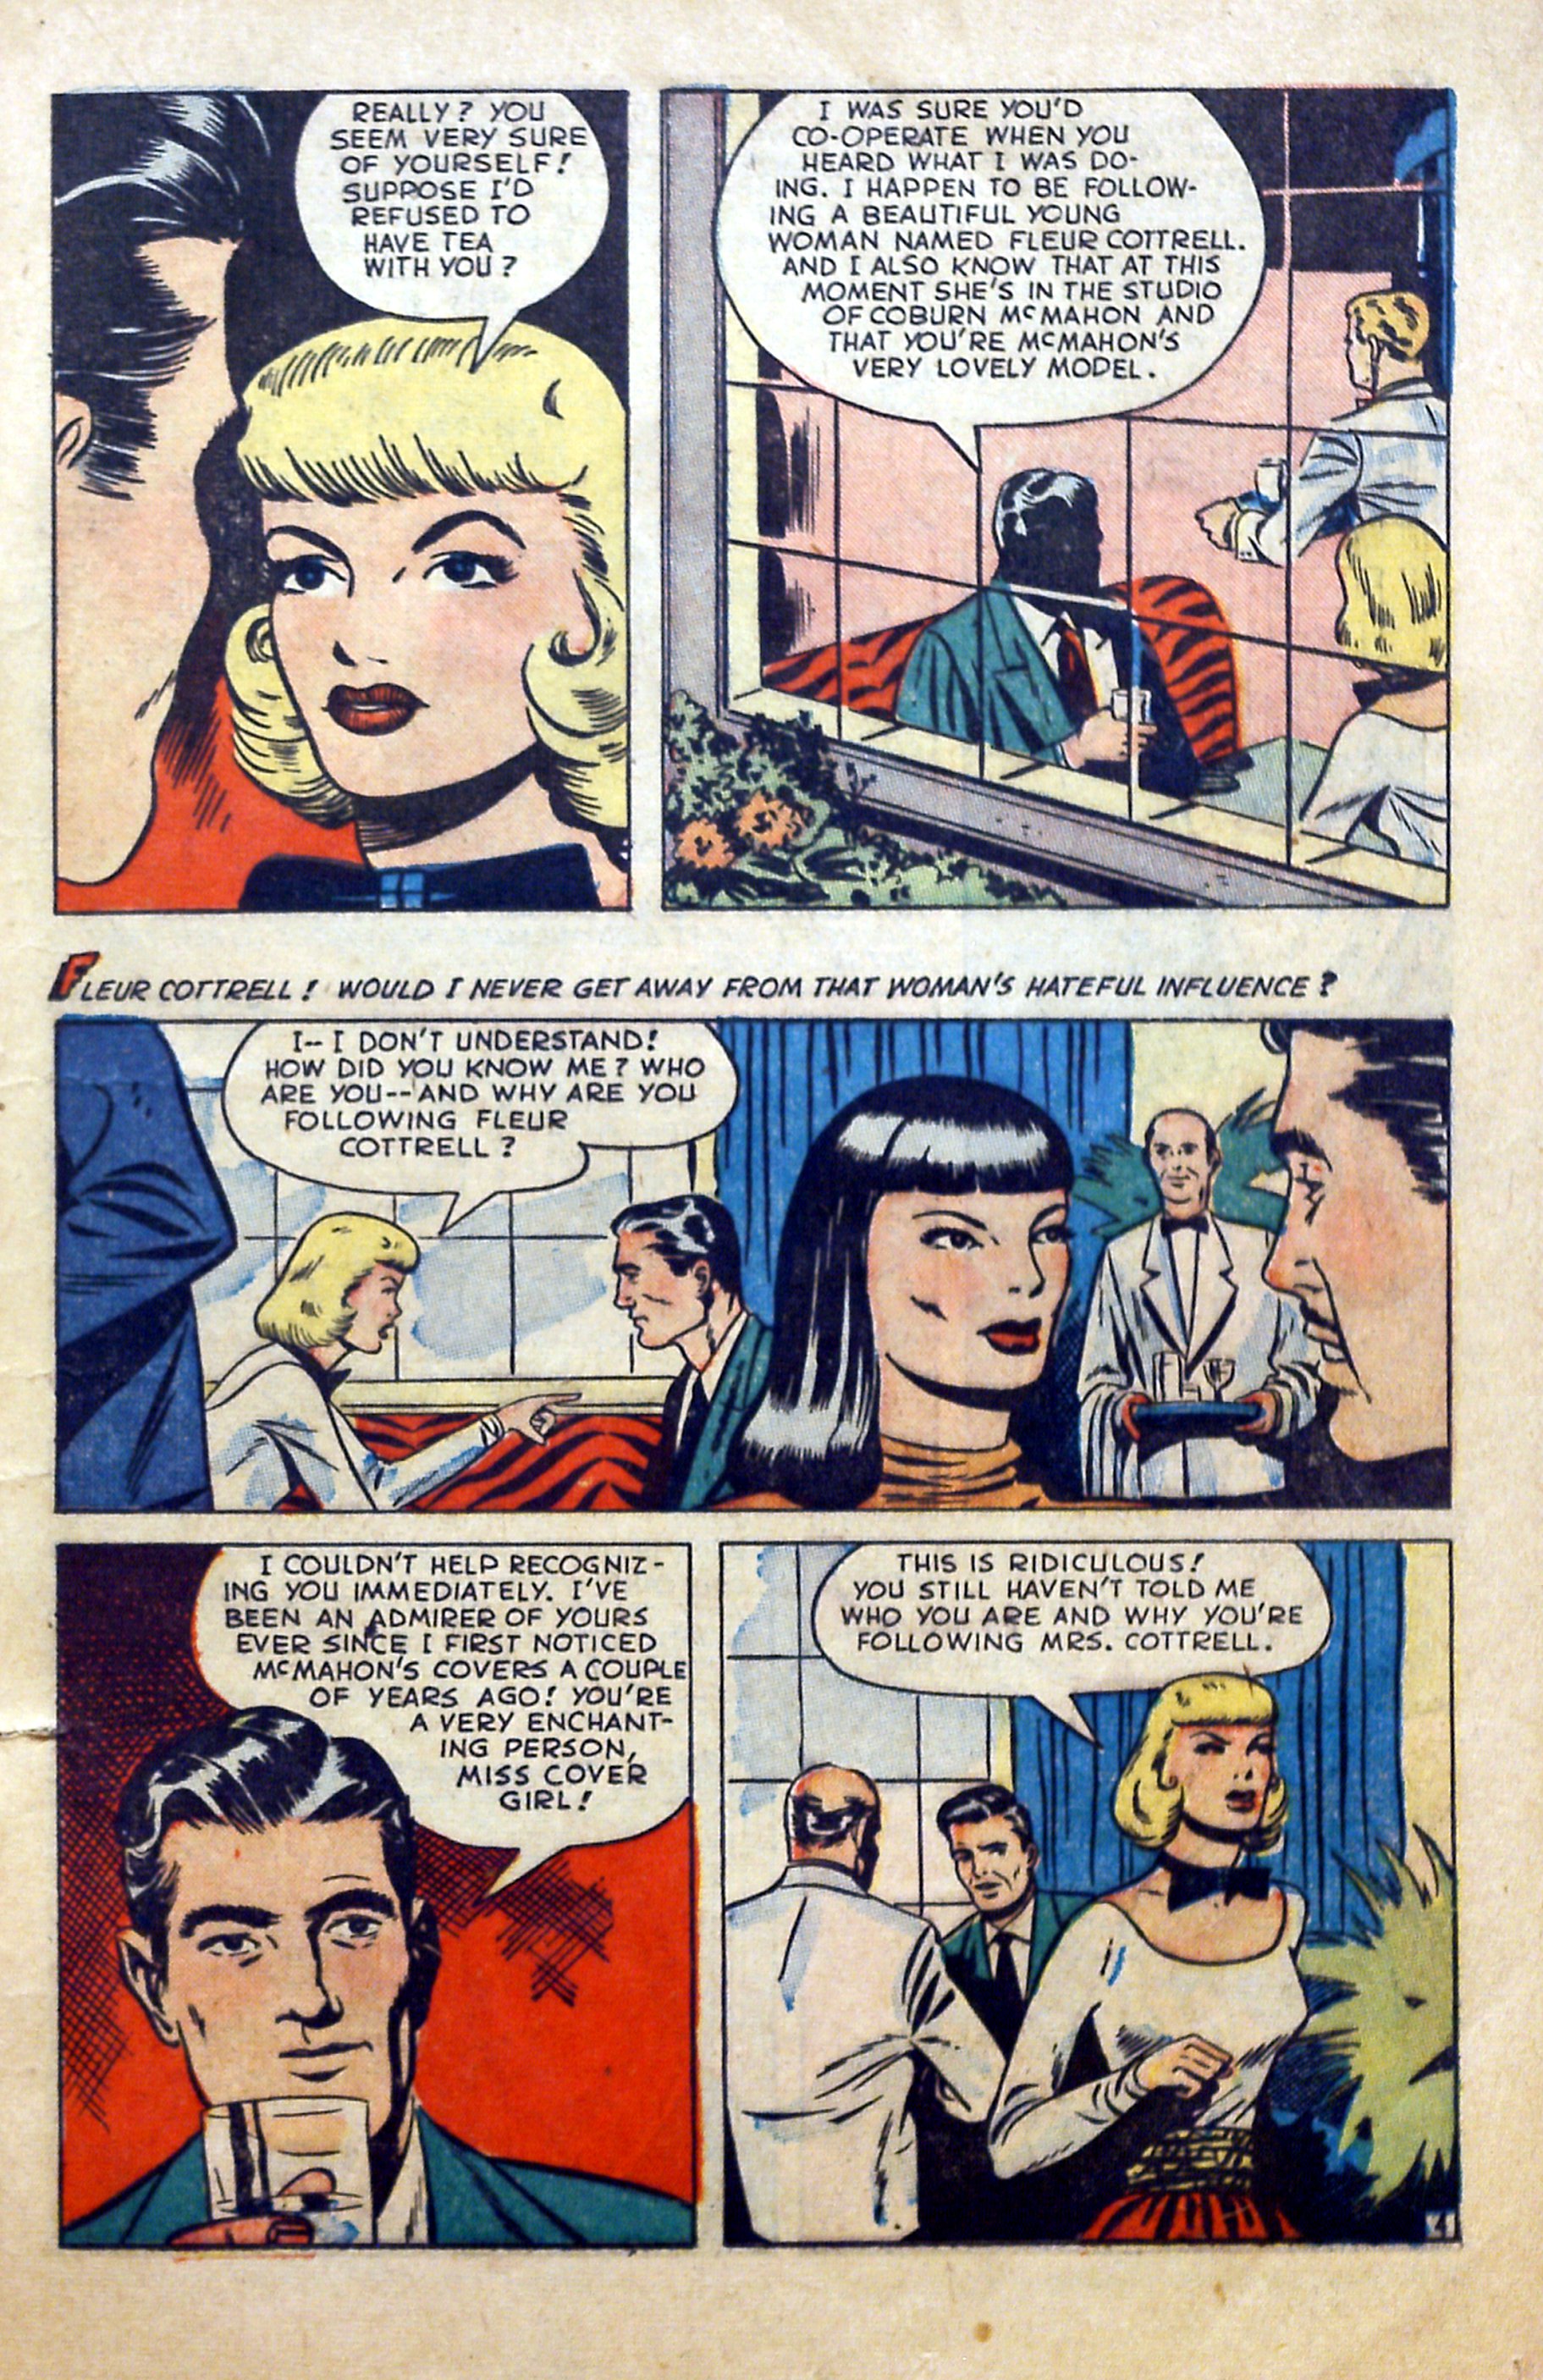 REALLY? YOU
SEEM VERY SURE
OF YOURSELF!
SUPPOSE I'D
REFUSED TO
HAVE TEA
WITH YOU?
I WAS SURE YOU'D
CO-OPERATE WHEN YOU
HEARD WHAT I WAS DO-
ING. I HAPPEN TO BE FOLLOW-
ING A BEAUTIFUL YOUNG
WOMAN NAMED FLEUR COTTRELL.
AND I ALSO KNOW THAT AT THIS
MOMENT SHE'S IN THE STUDIO
OF COBURN McMAHON AND
THAT YOU'RE McMAHON'S
VERY LOVELY MODEL.
FLEUR COTTRELL! WOULD I NEVER GET AWAY FROM THAT WOMAN'S HATEFUL INFLUENCE?
I-- I DON'T UNDERSTAND!
HOW DID YOU KNOW ME? WHO
ARE YOU--AND WHY ARE YOU
FOLLOWING FLEUR
COTTRELL?
I COULDN'T HELP RECOGNIZ-
ING YOU IMMEDIATELY. I'VE
BEEN AN ADMIRER OF YOURS
EVER SINCE I FIRST NOTICED
McMAHON'S COVERS A COUPLE
OF YEARS AGO! YOU'RE
A VERY ENCHANT-
ING PERSON,
MISS COVER
GIRL!
THIS IS RIDICULOUS!
YOU STILL HAVEN'T TOLD ME
WHO YOU ARE AND WHY YOU'RE
FOLLOWING MRS. COTTRELL.
4